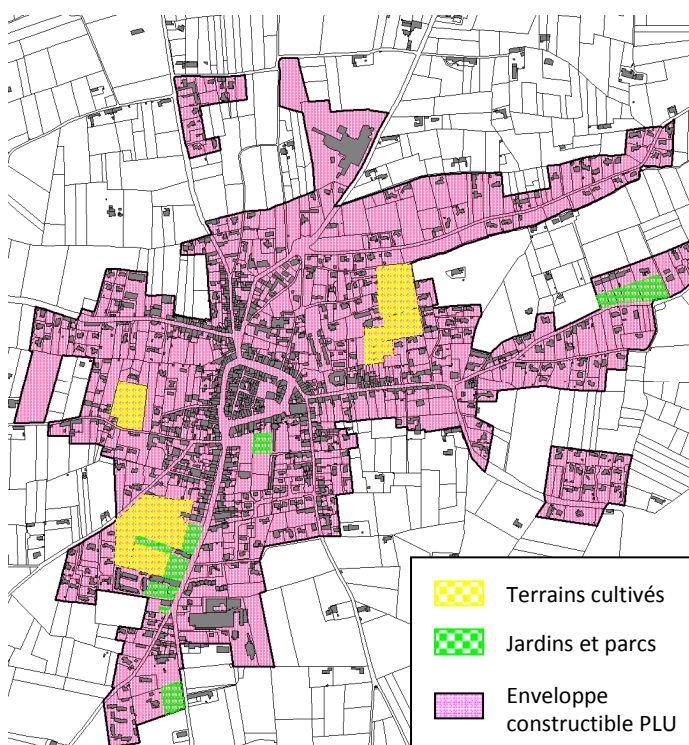 Terrains cultivés
Jardins et parcs
Enveloppe
constructible PLU